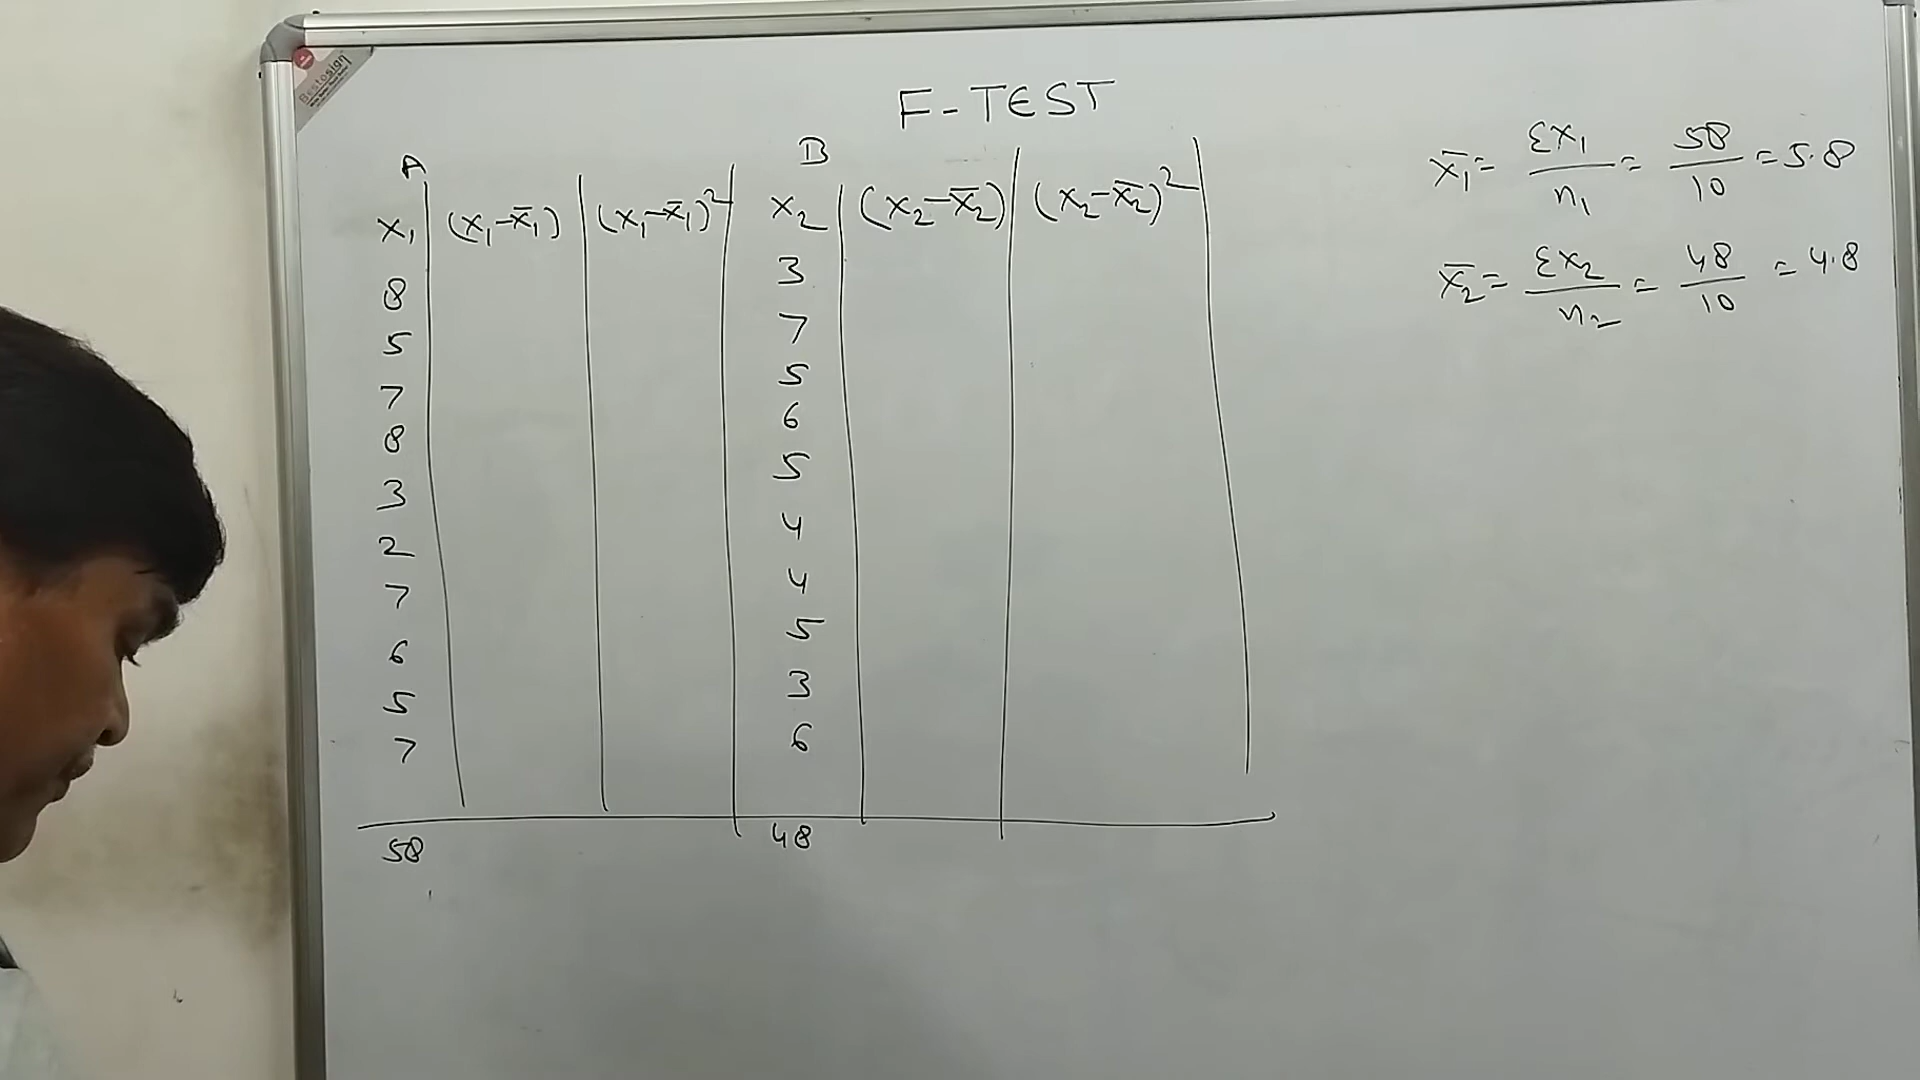 Bestosign
F-TEST
A B
x₁ (x₁-x̄₁) (x₁-x̄₁)² x₂ (x₂-x̄₂) (x₂-x̄₂)²
8 3
5 7
7 5
8 6
3 5
2 4
7 4
6 5
5 3
7 6
58 48
x̄₁ = Σx₁/n₁ = 58/10 = 5.8
x̄₂ = Σx₂/n₂ = 48/10 = 4.8